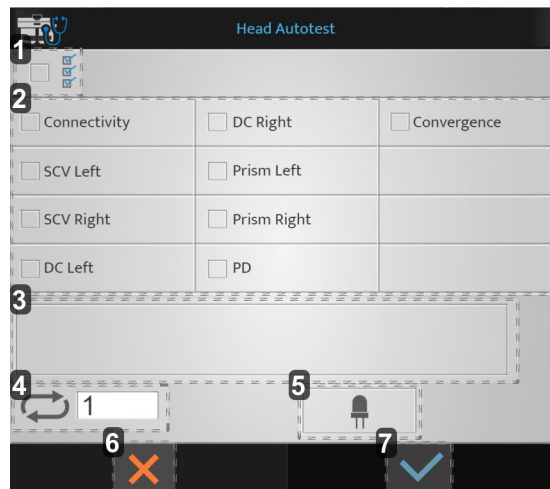 Head Autotest
1
2
Connectivity DC Right Convergence
SCV Left Prism Left
SCV Right Prism Right
DC Left PD
3
4 1 5
6 7